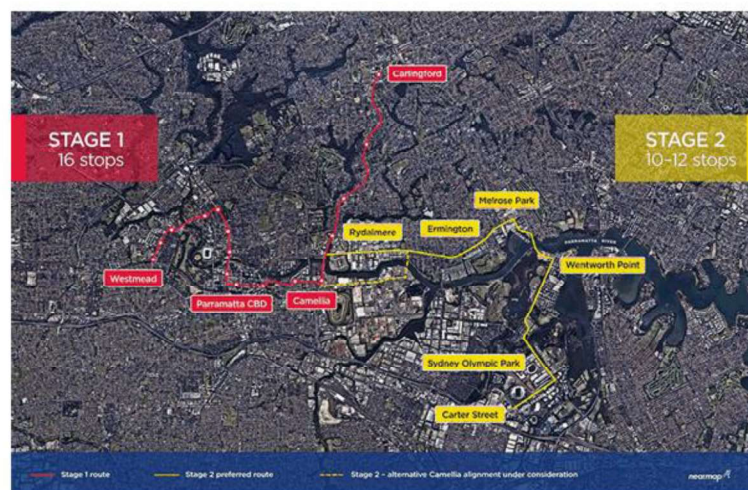 Carlingford
STAGE 1
16 stops
STAGE 2
10-12 stops
Melrose Park
Rydalmere
Ermington
PARRAMATTA RIVER
Wentworth Point
Westmead
Parramatta CBD
Camellia
Sydney Olympic Park
Carter Street
Stage 1 route
Stage 2 preferred route
Stage 2 – alternative Camellia alignment under consideration
nearmap